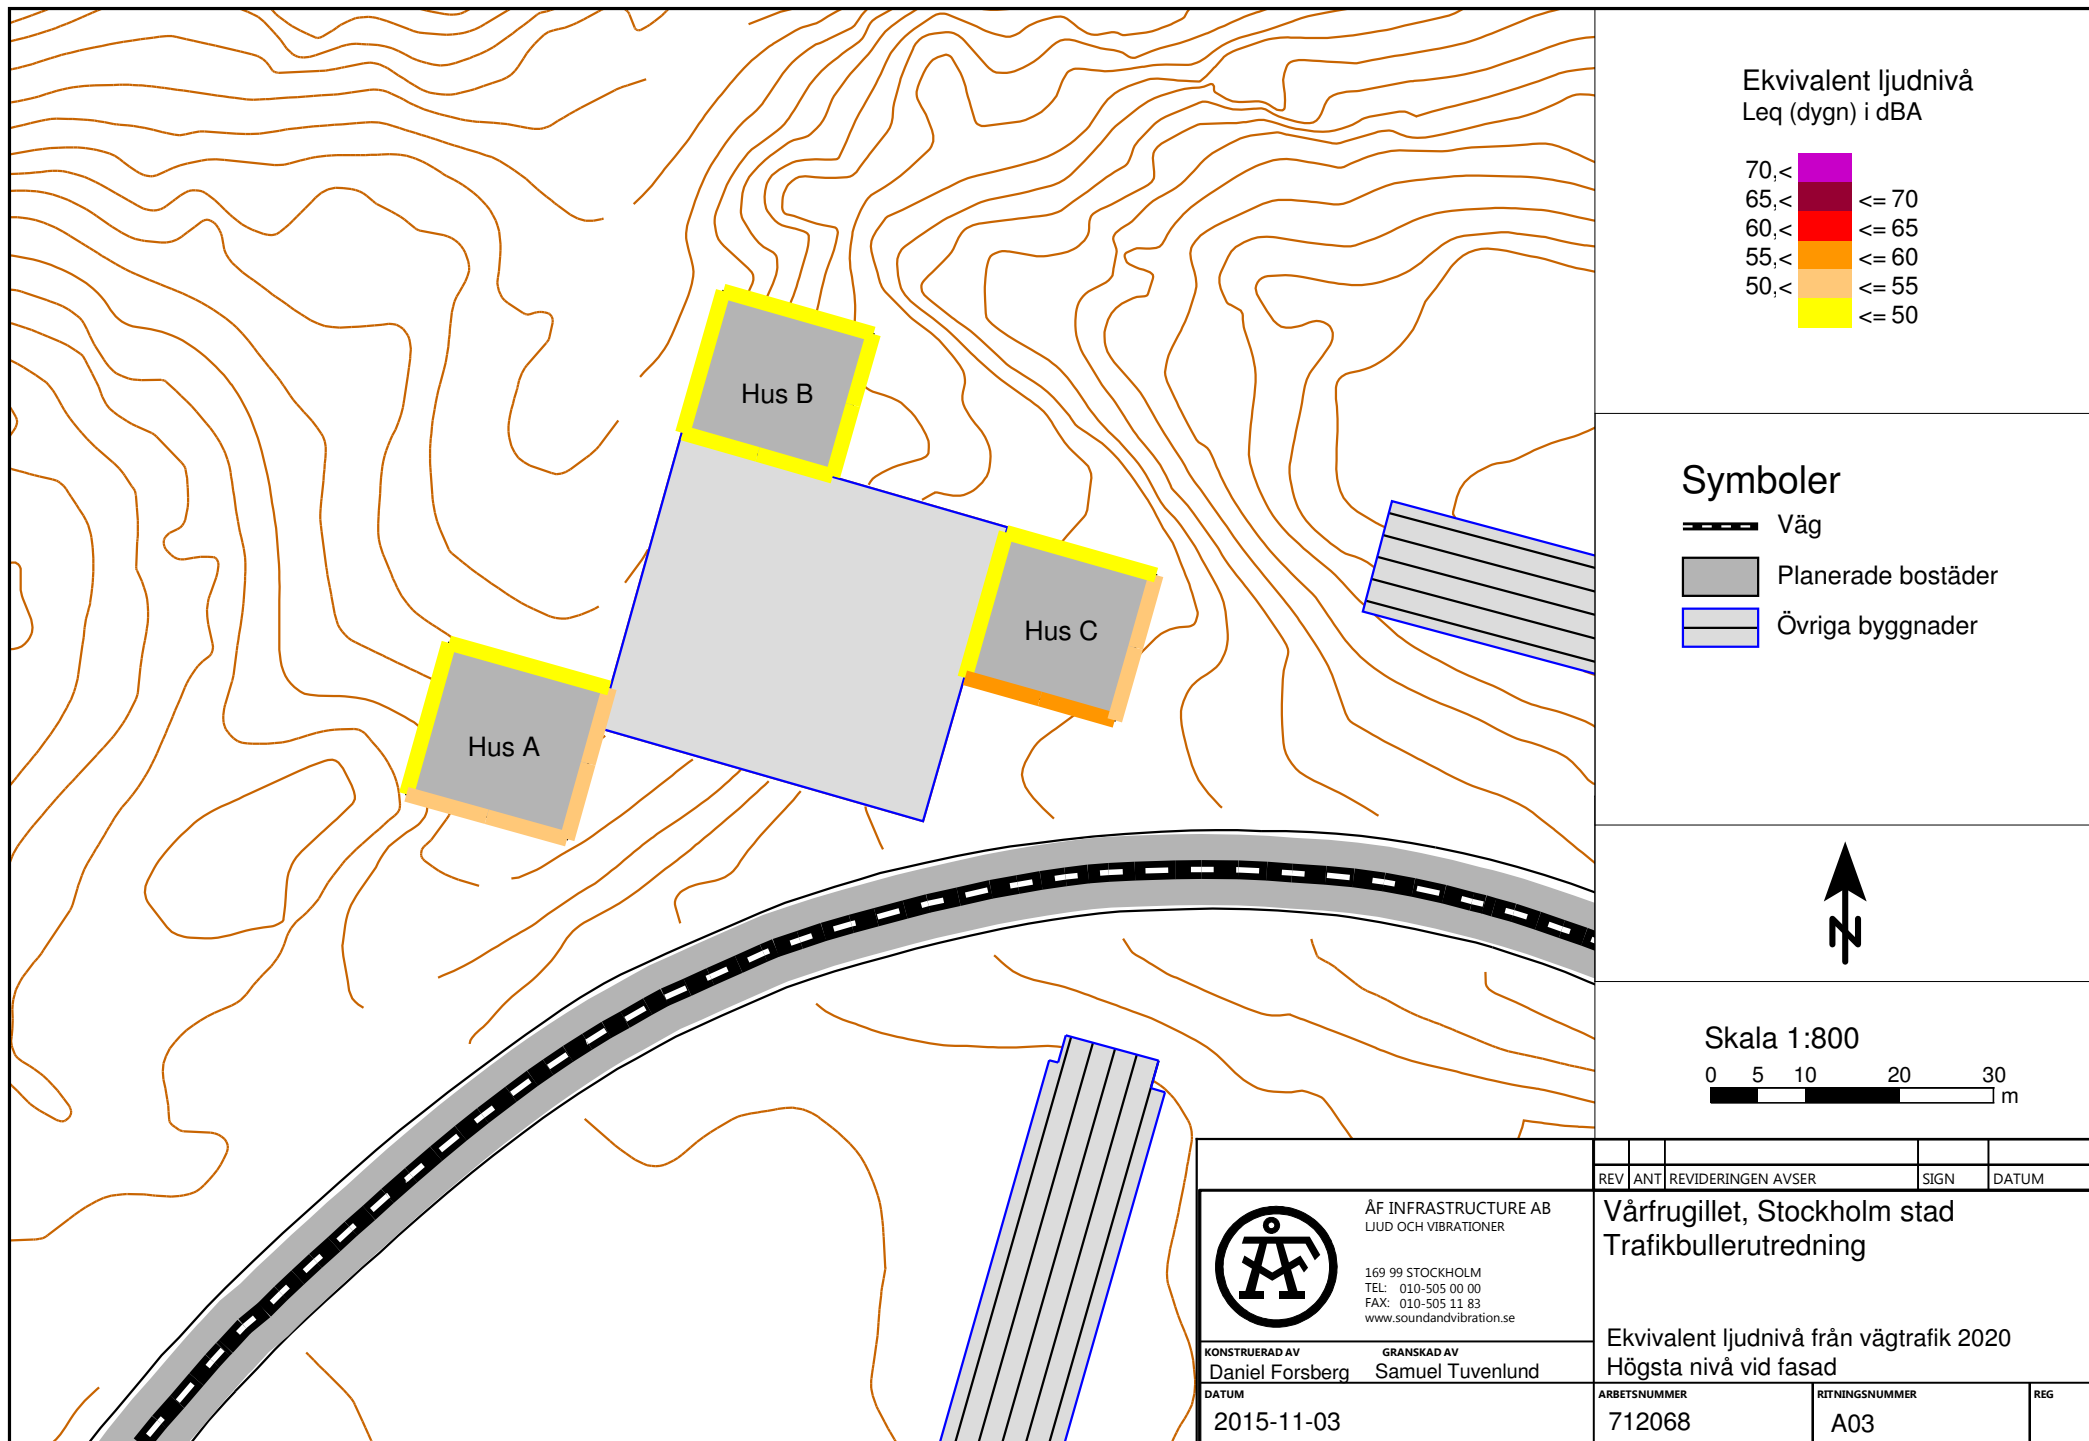 Ekvivalent ljudnivå
Leq (dygn) i dBA
70,<
65,< <= 70
60,< <= 65
55,< <= 60
50,< <= 55
<= 50
Hus B
Hus C
Hus A
Symboler
Väg
Planerade bostäder
Övriga byggnader
N
Skala 1:800
0 5 10 20 30
m
REV ANT REVIDERINGEN AVSER SIGN DATUM
ÅF
ÅF INFRASTRUCTURE AB
LJUD OCH VIBRATIONER
169 99 STOCKHOLM
TEL: 010-505 00 00
FAX: 010-505 11 83
www.soundandvibration.se
Vårfrugillet, Stockholm stad
Trafikbullerutredning
Ekvivalent ljudnivå från vägtrafik 2020
Högsta nivå vid fasad
KONSTRUERAD AV GRANSKAD AV
Daniel Forsberg Samuel Tuvenlund
DATUM
2015-11-03
ARBETSNUMMER RITNINGSNUMMER REG
712068 A03